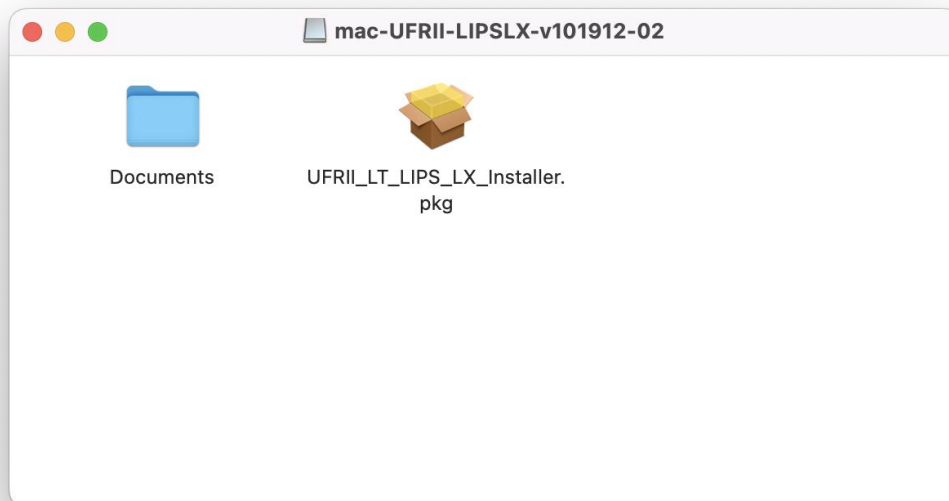 mac-UFRII-LIPSLX-v101912-02
Documents
UFRII_LT_LIPS_LX_Installer.
pkg